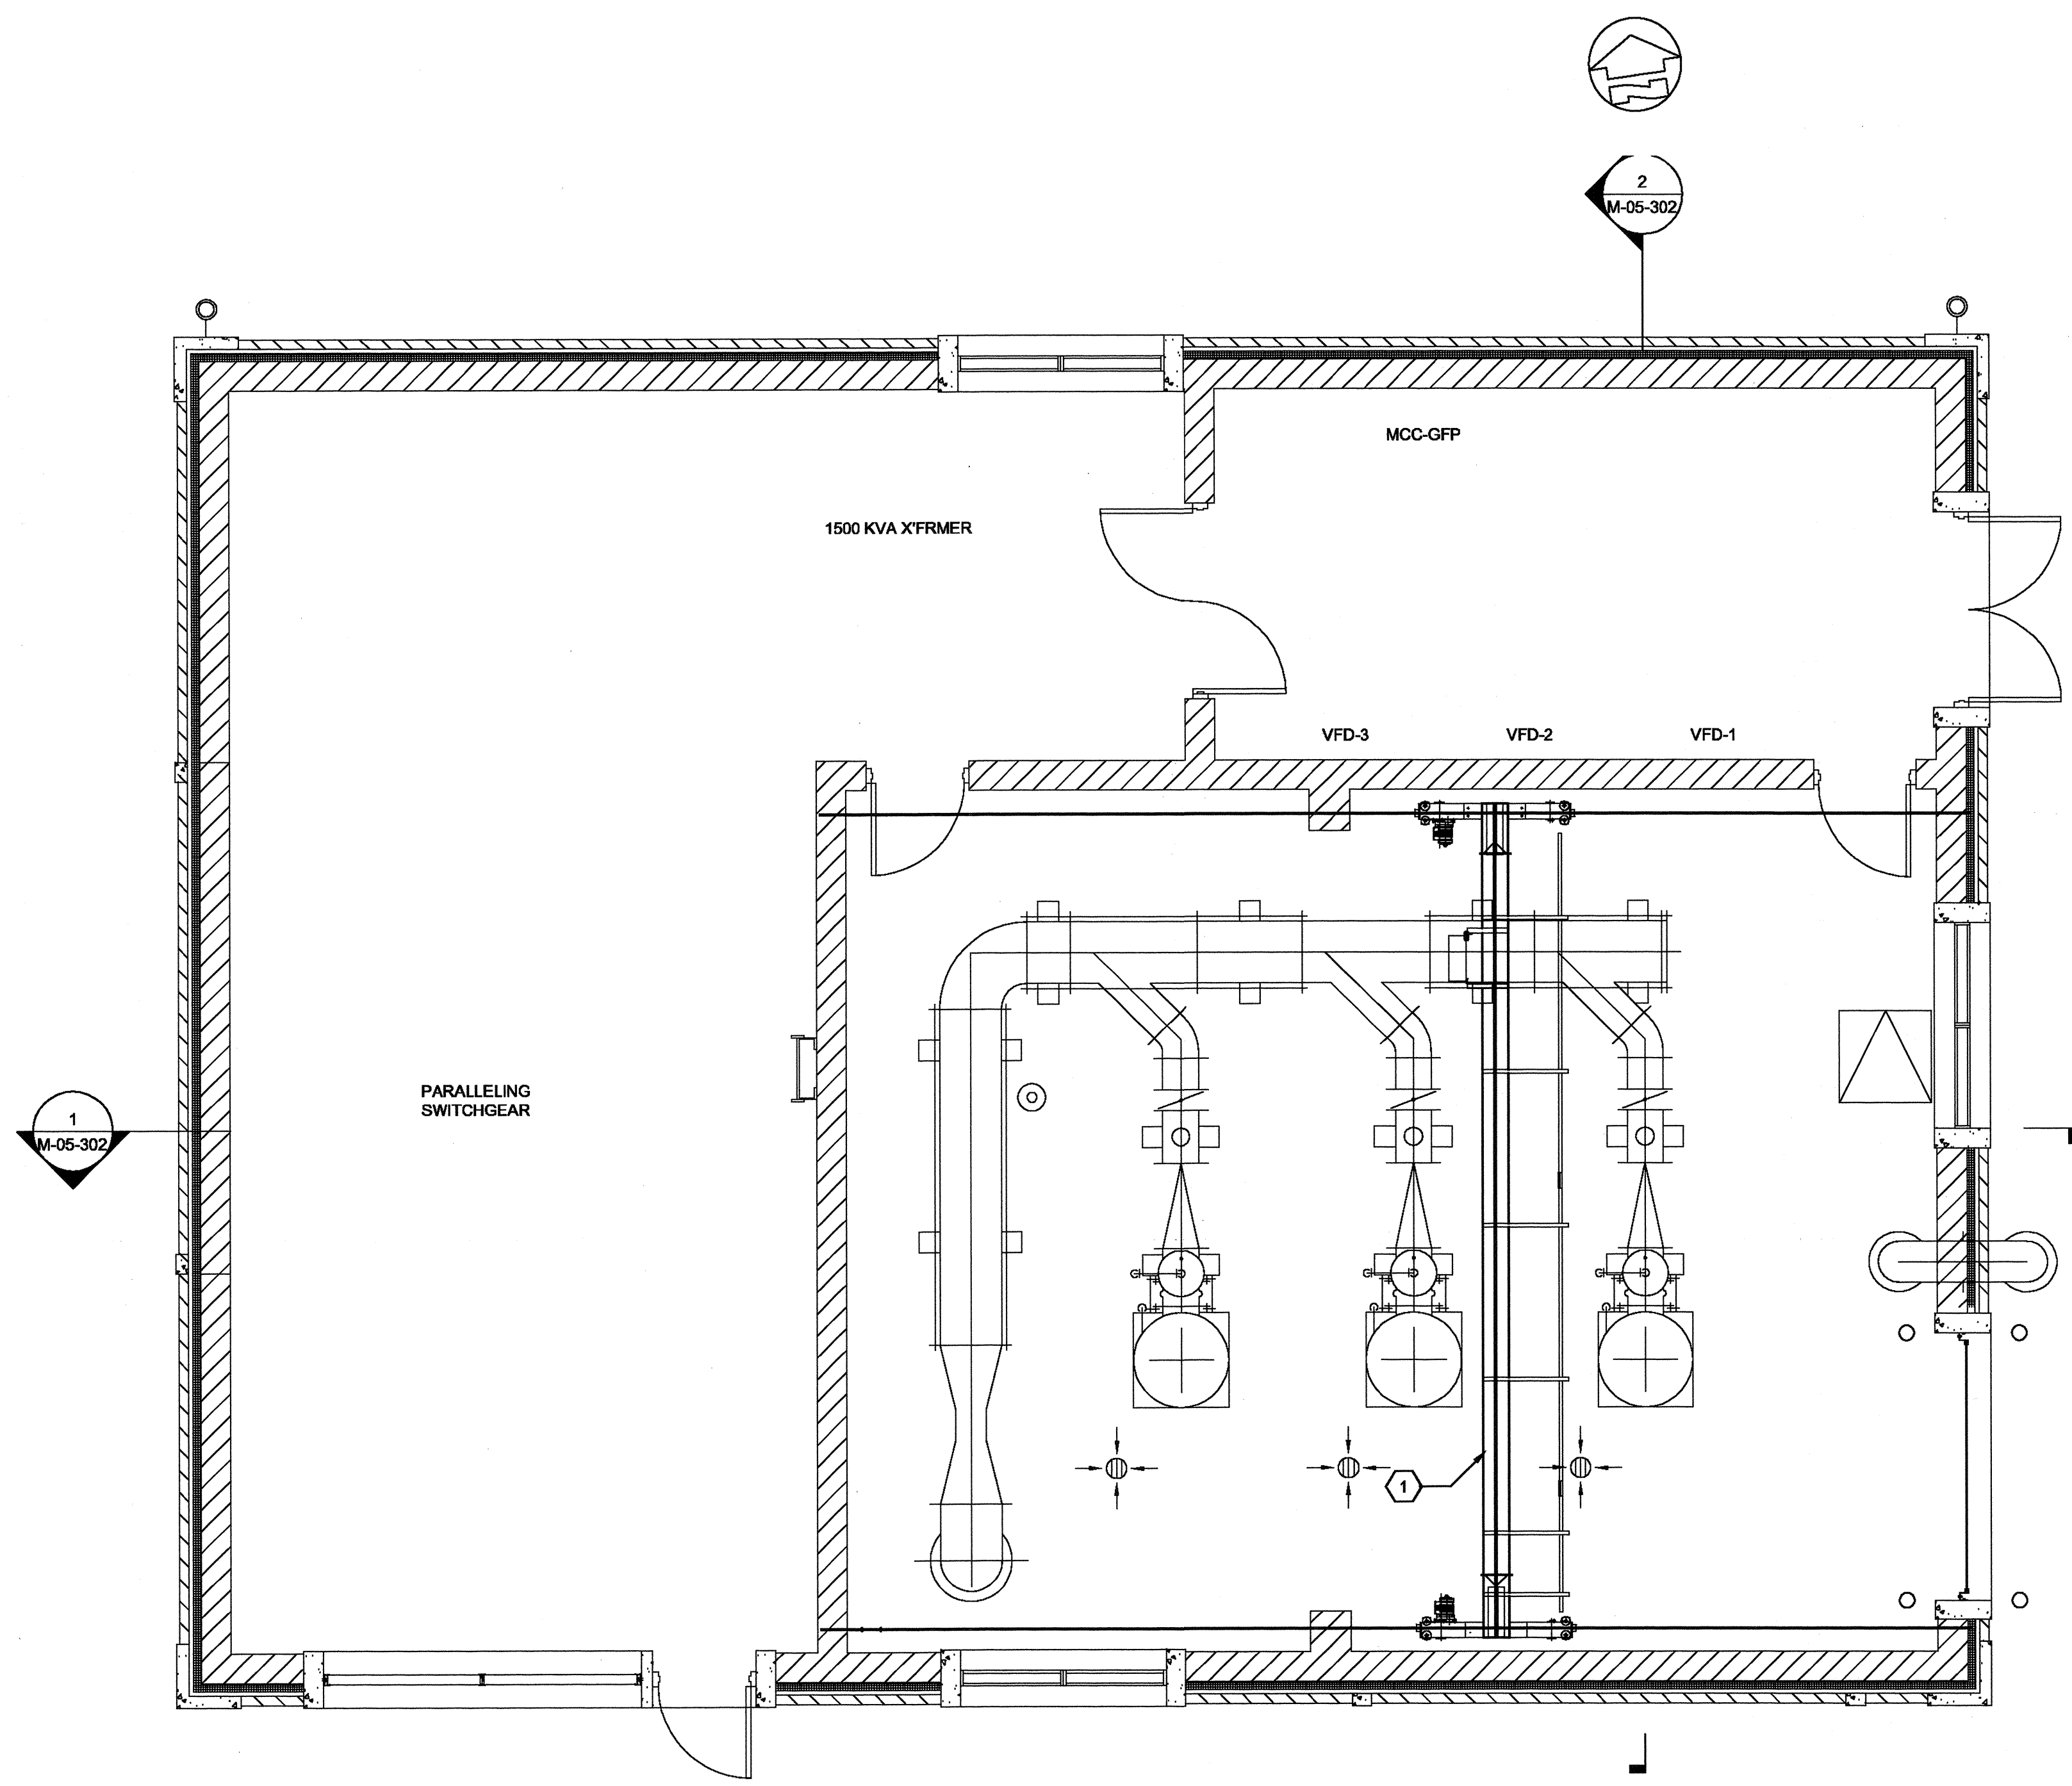 2
M-05-302
MCC-GFP
1500 KVA X'FRMER
VFD-3
VFD-2
VFD-1
PARALLELING
SWITCHGEAR
1
M-05-302
1